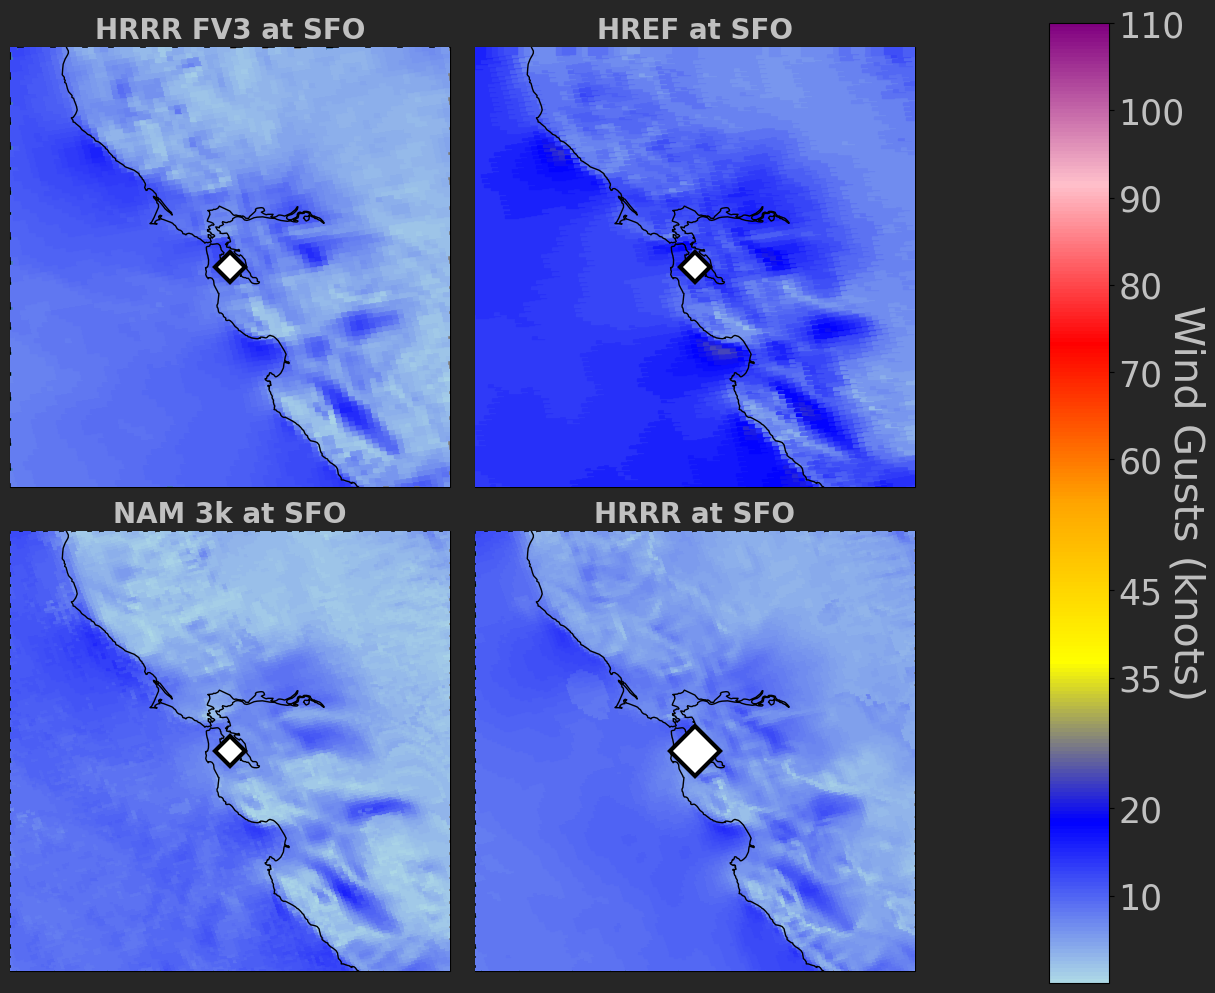 HRRR FV3 at SFO
HREF at SFO
NAM 3k at SFO
HRRR at SFO
110
100
90
80
70
60
45
35
20
10
Wind Gusts (knots)